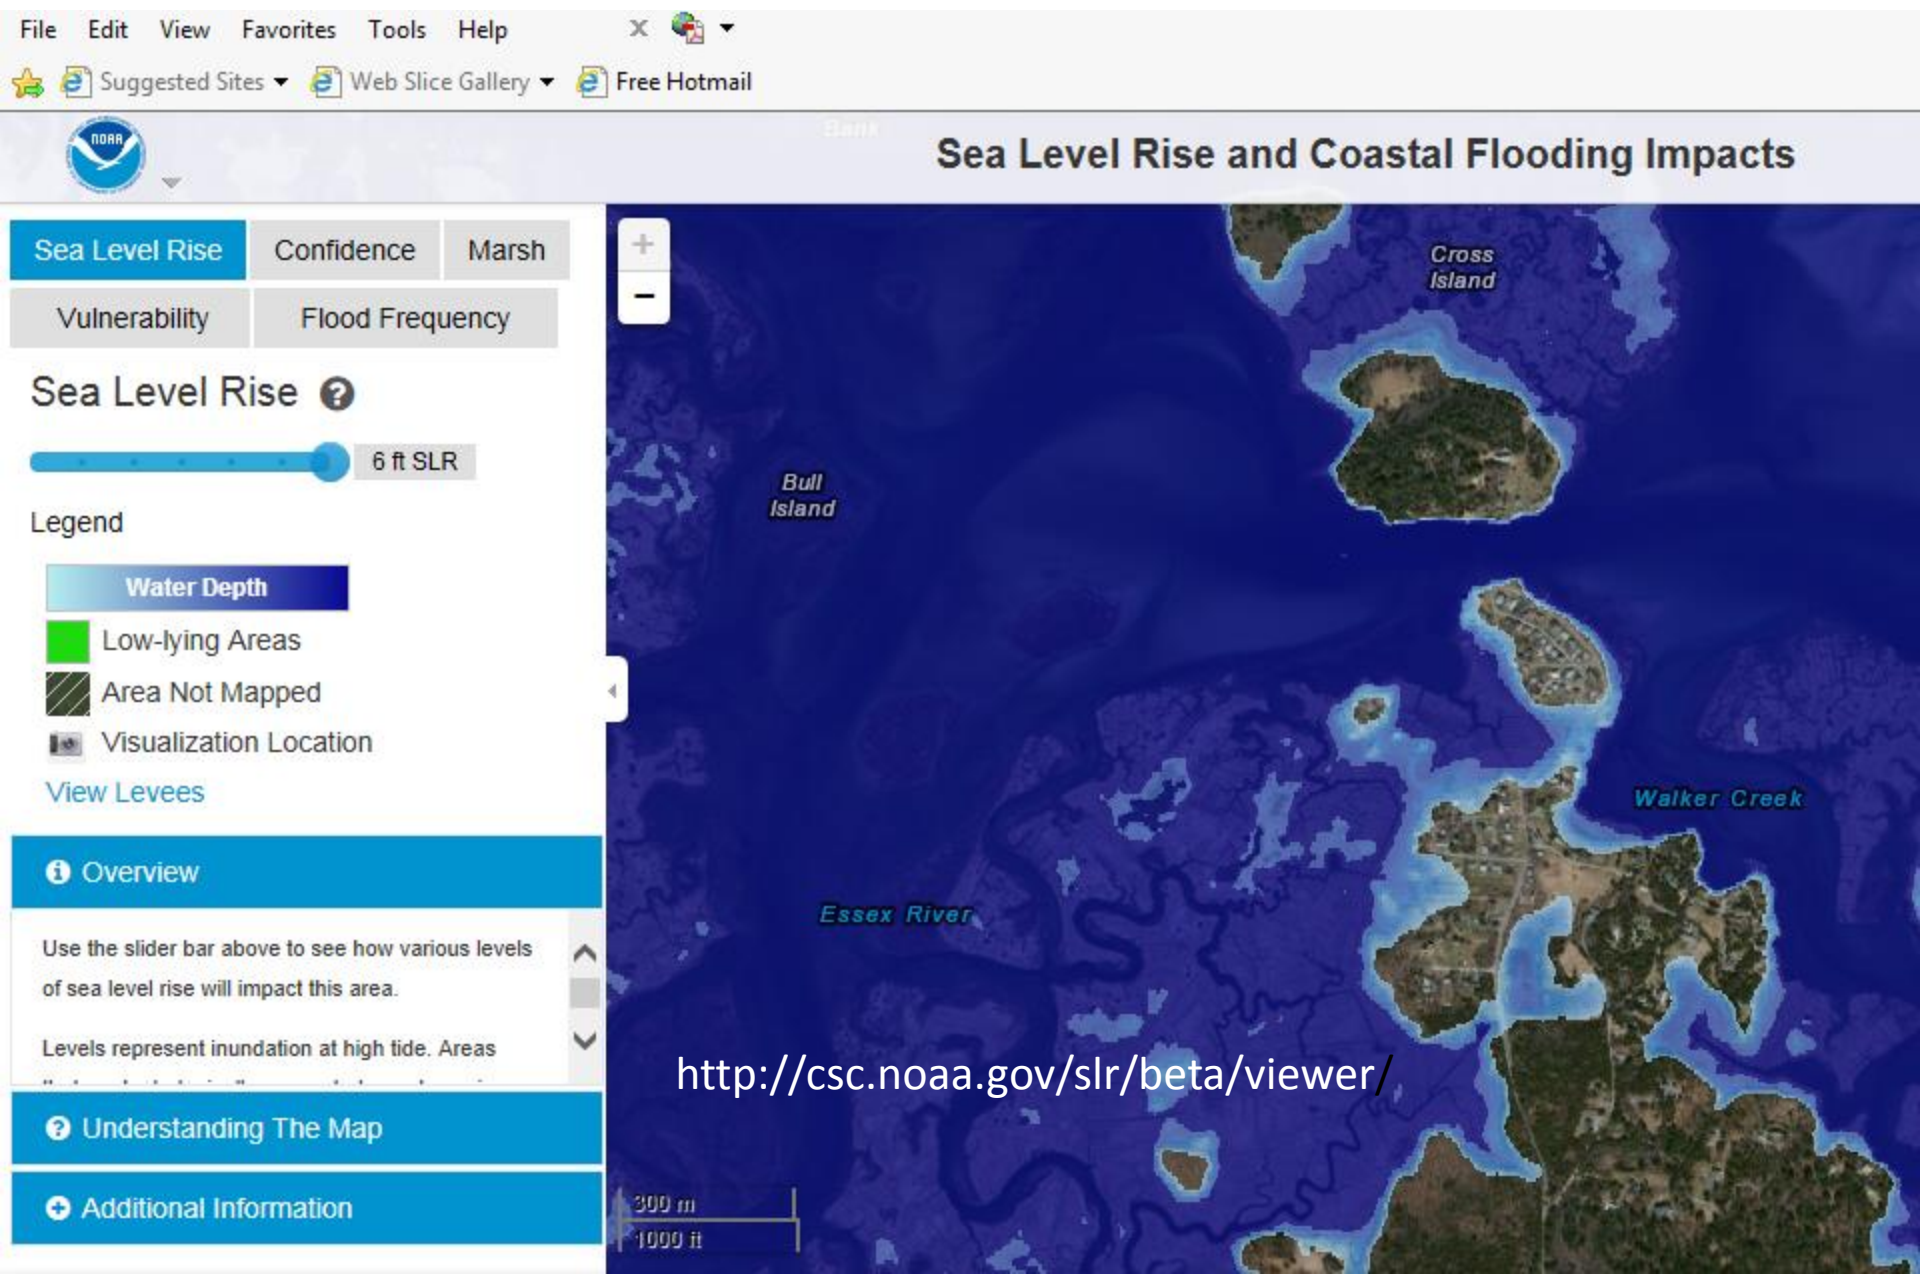 File Edit View Favorites Tools Help
Suggested Sites Web Slice Gallery Free Hotmail
NOAA
Bank
Sea Level Rise and Coastal Flooding Impacts
Sea Level Rise Confidence Marsh
Vulnerability Flood Frequency
Sea Level Rise ?
6 ft SLR
Legend
Water Depth
Low-lying Areas
Area Not Mapped
Visualization Location
View Levees
Overview
Use the slider bar above to see how various levels
of sea level rise will impact this area.
Levels represent inundation at high tide. Areas
Understanding The Map
Additional Information
Cross
Island
Bull
Island
Walker Creek
Essex River
http://csc.noaa.gov/slr/beta/viewer/
300 m
1000 ft